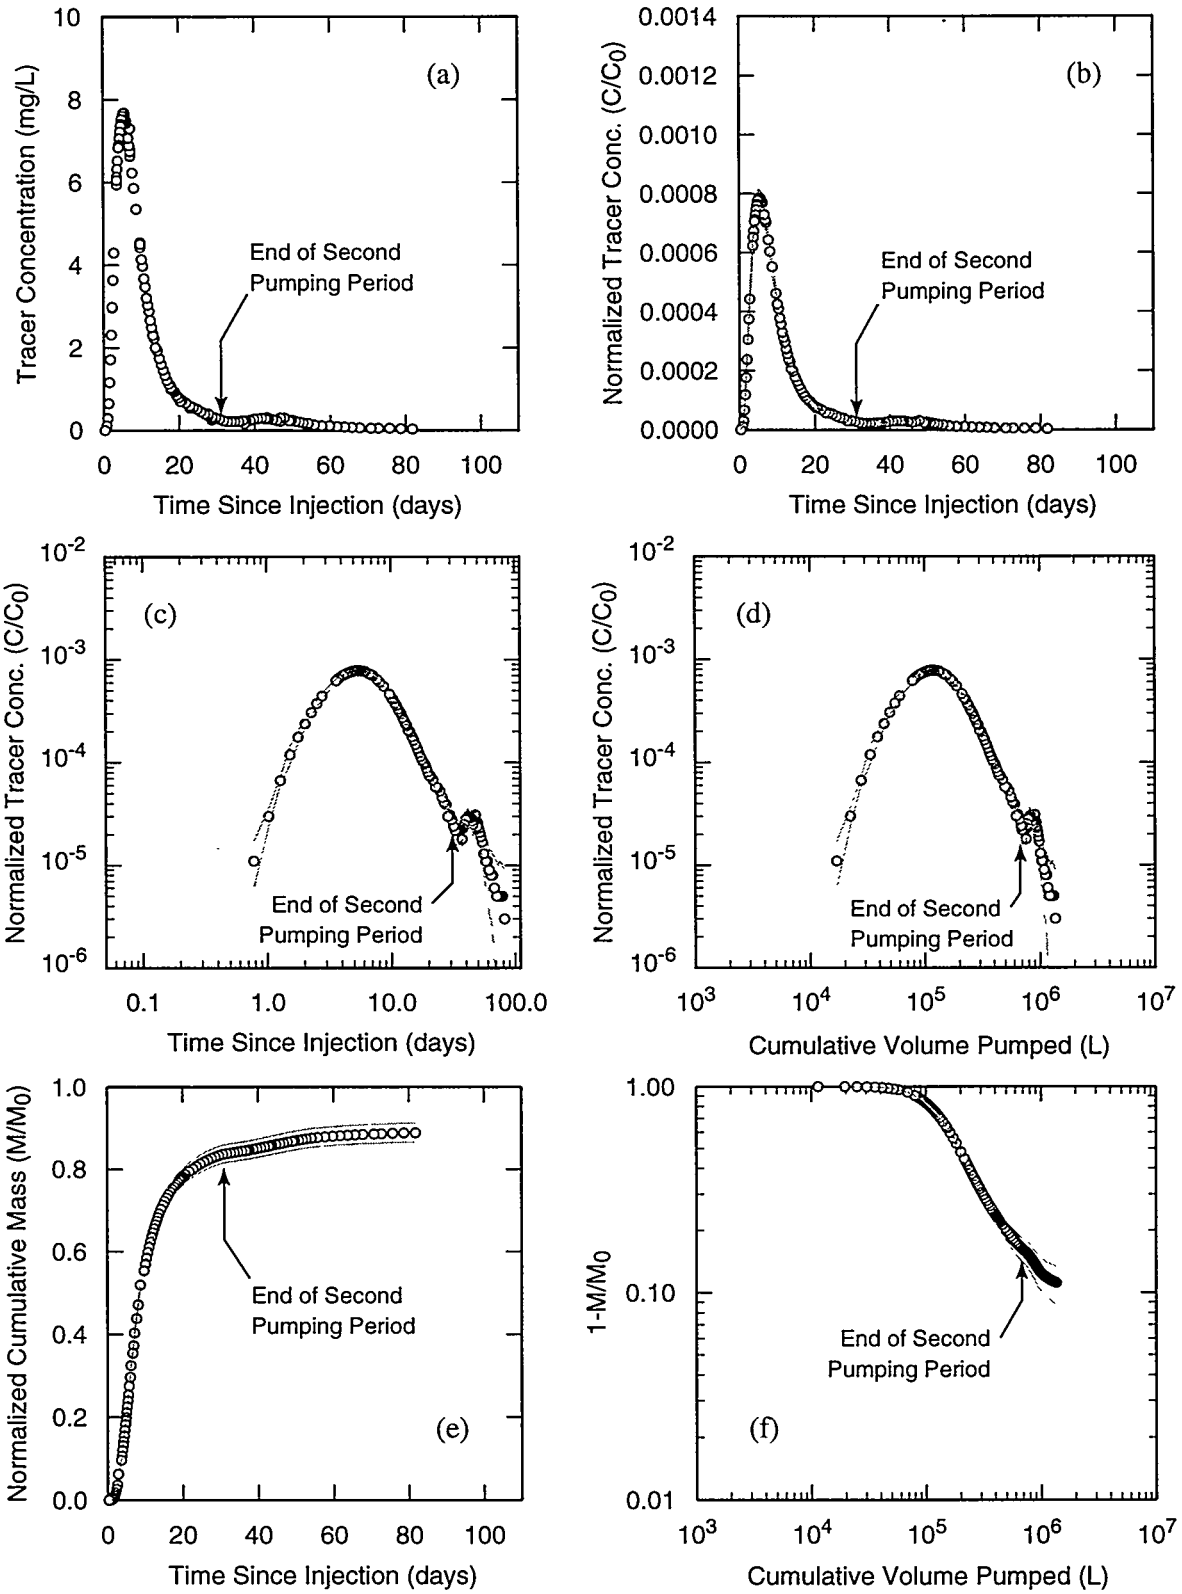 10
8
6
4
2
0
Tracer Concentration (mg/L)
(a)
End of Second
Pumping Period
0 20 40 60 80 100
Time Since Injection (days)
0.0014
0.0012
0.0010
0.0008
0.0006
0.0004
0.0002
0.0000
Normalized Tracer Conc. (C/C0)
(b)
End of Second
Pumping Period
0 20 40 60 80 100
Time Since Injection (days)
10-2
10-3
10-4
10-5
10-6
Normalized Tracer Conc. (C/C0)
(c)
End of Second
Pumping Period
0.1 1.0 10.0 100.0
Time Since Injection (days)
10-2
10-3
10-4
10-5
10-6
Normalized Tracer Conc. (C/C0)
(d)
End of Second
Pumping Period
103 104 105 106 107
Cumulative Volume Pumped (L)
1.0
0.8
0.6
0.4
0.2
0.0
Normalized Cumulative Mass (M/M0)
End of Second
Pumping Period
(e)
0 20 40 60 80 100
Time Since Injection (days)
1.00
0.10
0.01
1-M/M0
End of Second
Pumping Period
(f)
103 104 105 106 107
Cumulative Volume Pumped (L)